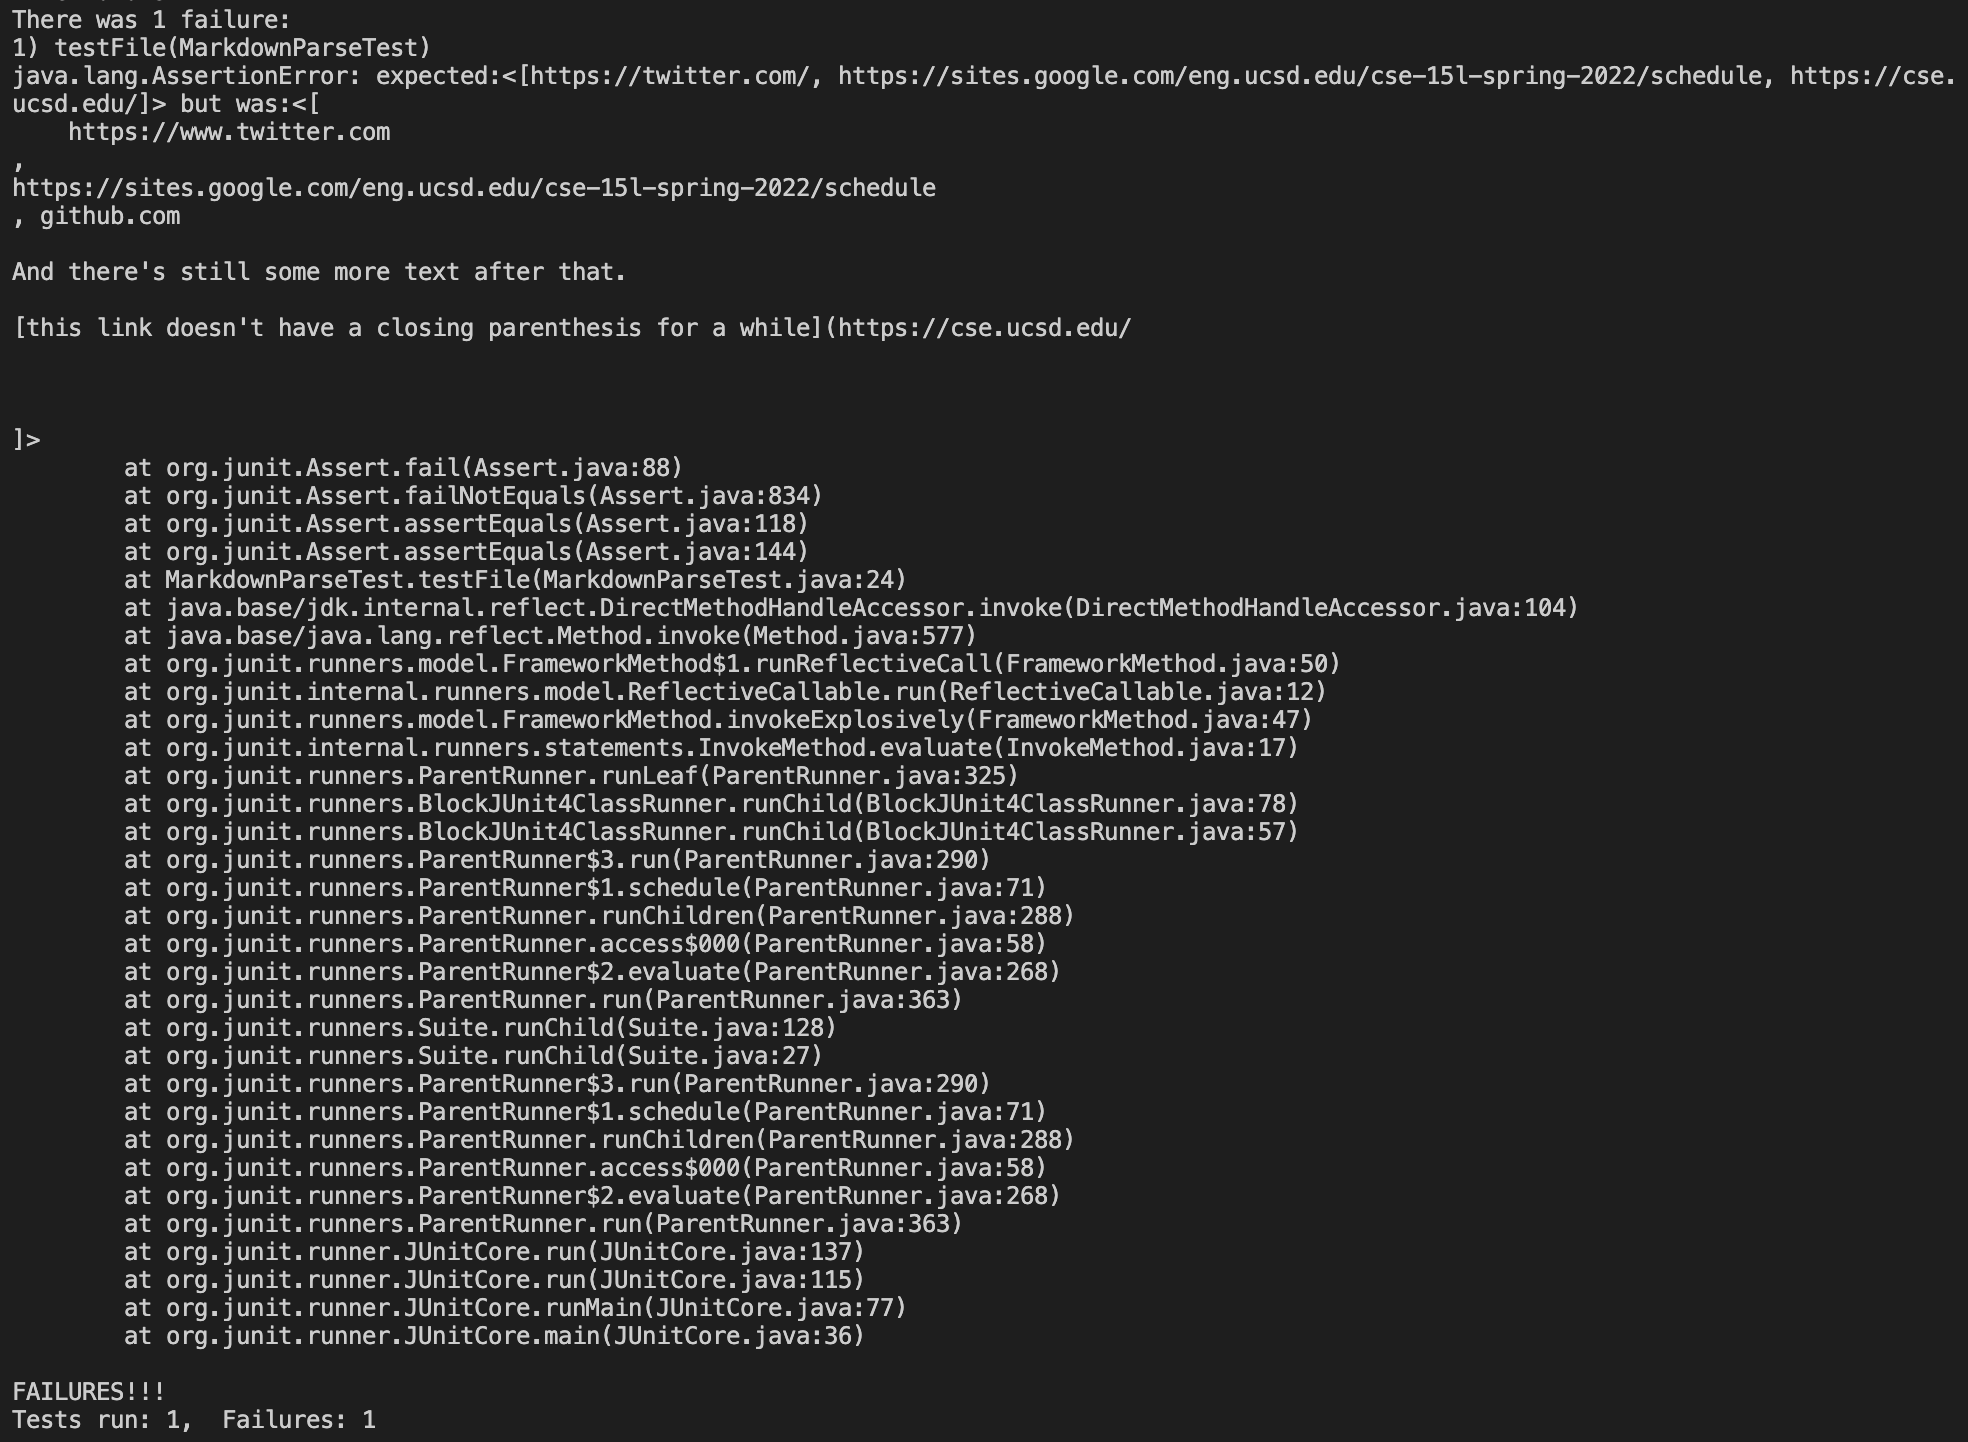 There was 1 failure:
1) testFile(MarkdownParseTest)
java.lang.AssertionError: expected:<[https://twitter.com/, https://sites.google.com/eng.ucsd.edu/cse-15l-spring-2022/schedule, https://cse.
ucsd.edu/]> but was:<[
    https://www.twitter.com
,
https://sites.google.com/eng.ucsd.edu/cse-15l-spring-2022/schedule
, github.com

And there's still some more text after that.

[this link doesn't have a closing parenthesis for a while](https://cse.ucsd.edu/



]>
        at org.junit.Assert.fail(Assert.java:88)
        at org.junit.Assert.failNotEquals(Assert.java:834)
        at org.junit.Assert.assertEquals(Assert.java:118)
        at org.junit.Assert.assertEquals(Assert.java:144)
        at MarkdownParseTest.testFile(MarkdownParseTest.java:24)
        at java.base/jdk.internal.reflect.DirectMethodHandleAccessor.invoke(DirectMethodHandleAccessor.java:104)
        at java.base/java.lang.reflect.Method.invoke(Method.java:577)
        at org.junit.runners.model.FrameworkMethod$1.runReflectiveCall(FrameworkMethod.java:50)
        at org.junit.internal.runners.model.ReflectiveCallable.run(ReflectiveCallable.java:12)
        at org.junit.runners.model.FrameworkMethod.invokeExplosively(FrameworkMethod.java:47)
        at org.junit.internal.runners.statements.InvokeMethod.evaluate(InvokeMethod.java:17)
        at org.junit.runners.ParentRunner.runLeaf(ParentRunner.java:325)
        at org.junit.runners.BlockJUnit4ClassRunner.runChild(BlockJUnit4ClassRunner.java:78)
        at org.junit.runners.BlockJUnit4ClassRunner.runChild(BlockJUnit4ClassRunner.java:57)
        at org.junit.runners.ParentRunner$3.run(ParentRunner.java:290)
        at org.junit.runners.ParentRunner$1.schedule(ParentRunner.java:71)
        at org.junit.runners.ParentRunner.runChildren(ParentRunner.java:288)
        at org.junit.runners.ParentRunner.access$000(ParentRunner.java:58)
        at org.junit.runners.ParentRunner$2.evaluate(ParentRunner.java:268)
        at org.junit.runners.ParentRunner.run(ParentRunner.java:363)
        at org.junit.runners.Suite.runChild(Suite.java:128)
        at org.junit.runners.Suite.runChild(Suite.java:27)
        at org.junit.runners.ParentRunner$3.run(ParentRunner.java:290)
        at org.junit.runners.ParentRunner$1.schedule(ParentRunner.java:71)
        at org.junit.runners.ParentRunner.runChildren(ParentRunner.java:288)
        at org.junit.runners.ParentRunner.access$000(ParentRunner.java:58)
        at org.junit.runners.ParentRunner$2.evaluate(ParentRunner.java:268)
        at org.junit.runners.ParentRunner.run(ParentRunner.java:363)
        at org.junit.runner.JUnitCore.run(JUnitCore.java:137)
        at org.junit.runner.JUnitCore.run(JUnitCore.java:115)
        at org.junit.runner.JUnitCore.runMain(JUnitCore.java:77)
        at org.junit.runner.JUnitCore.main(JUnitCore.java:36)

FAILURES!!!
Tests run: 1,  Failures: 1